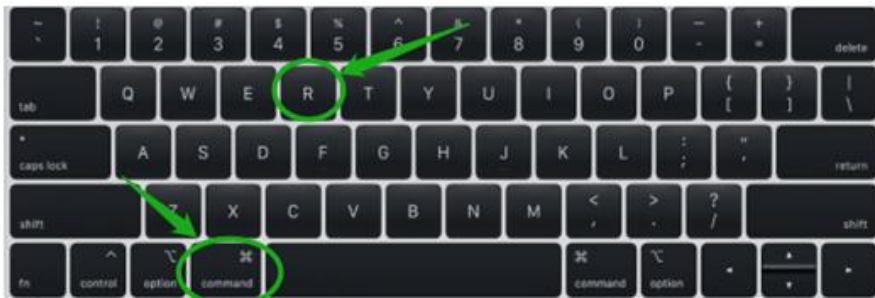 ~ ` ! 1 @ 2 # 3 $ 4 % 5 ^ 6 & 7 * 8 ( 9 ) 0 — - + = delete
tab Q W E R T Y U I O P { [ } ] | \
caps lock A S D F G H J K L : ; " ' return
shift Z X C V B N M < , > . ? / shift
fn ^ control ⌥ option ⌘ command ⌘ command ⌥ option ◂ ▴ ▾ ▸